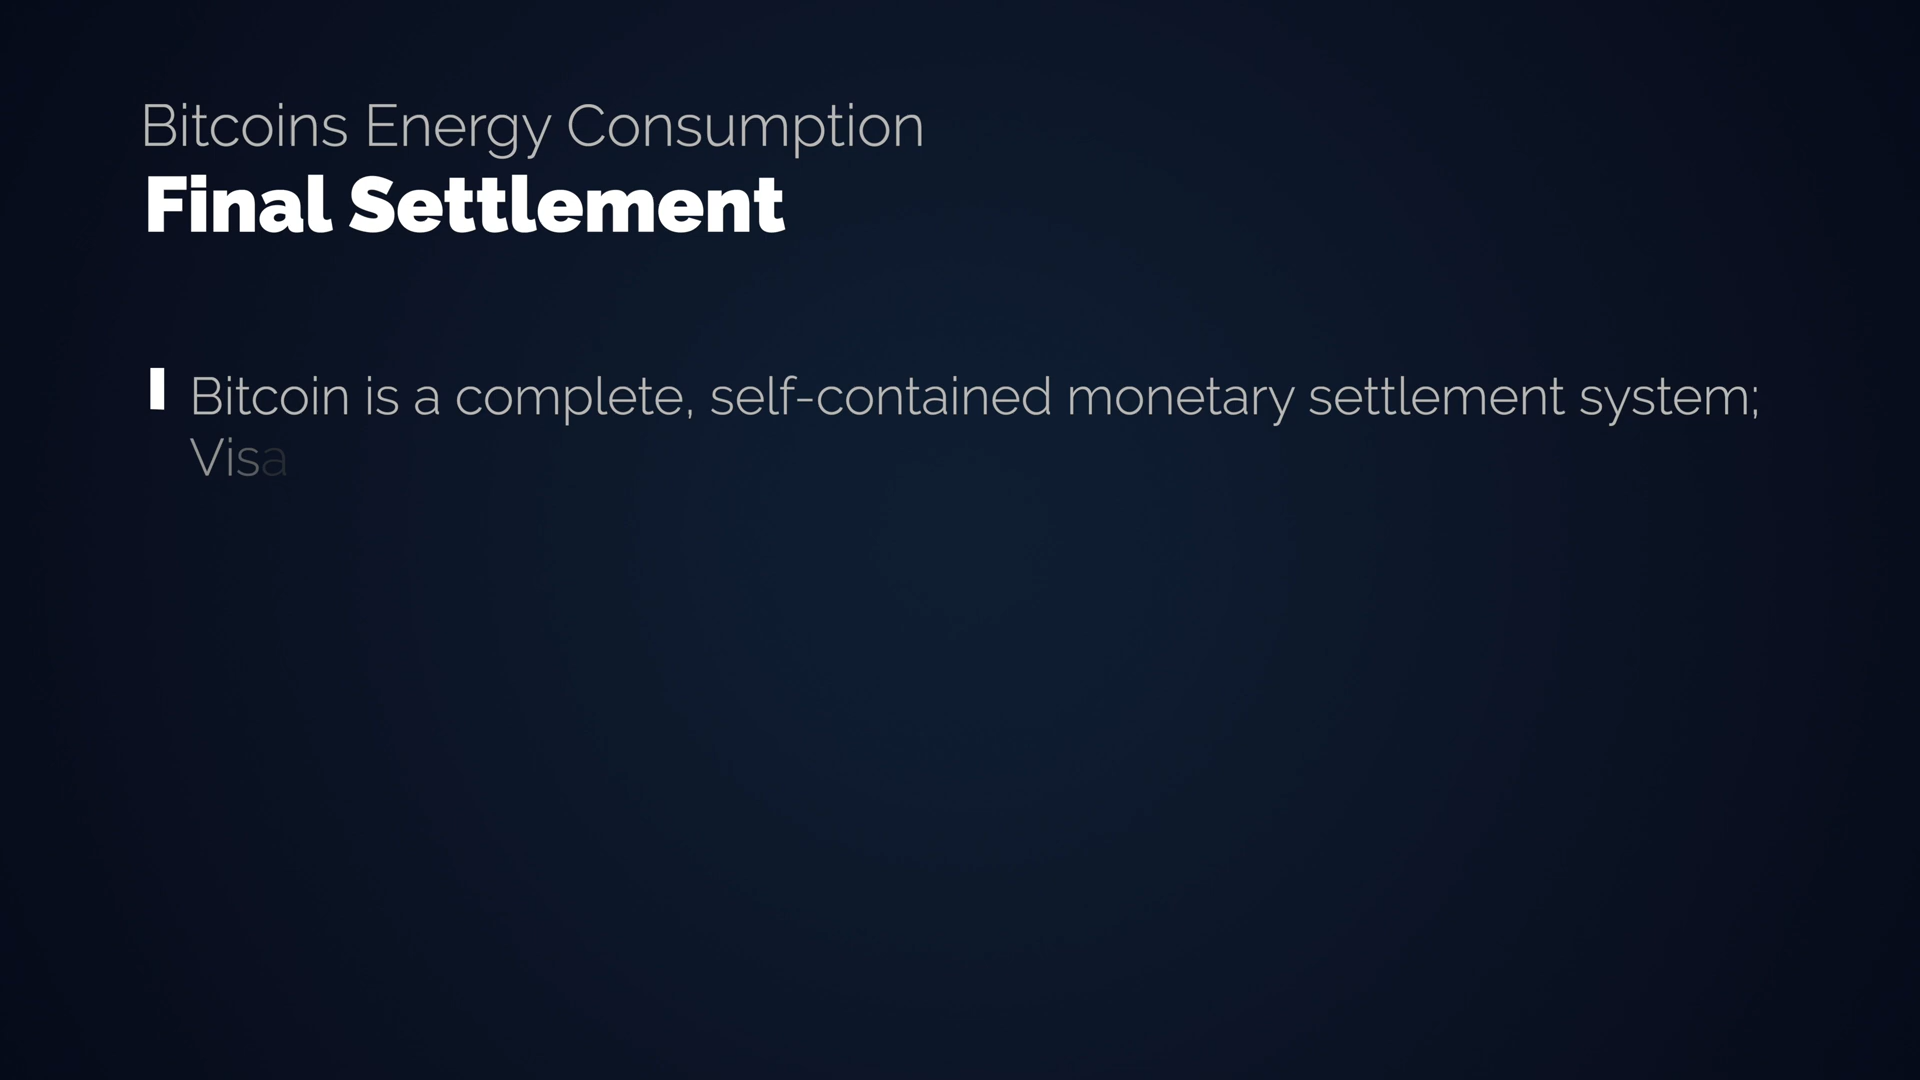 Bitcoins Energy Consumption
Final Settlement
Bitcoin is a complete, self-contained monetary settlement system;
Visa